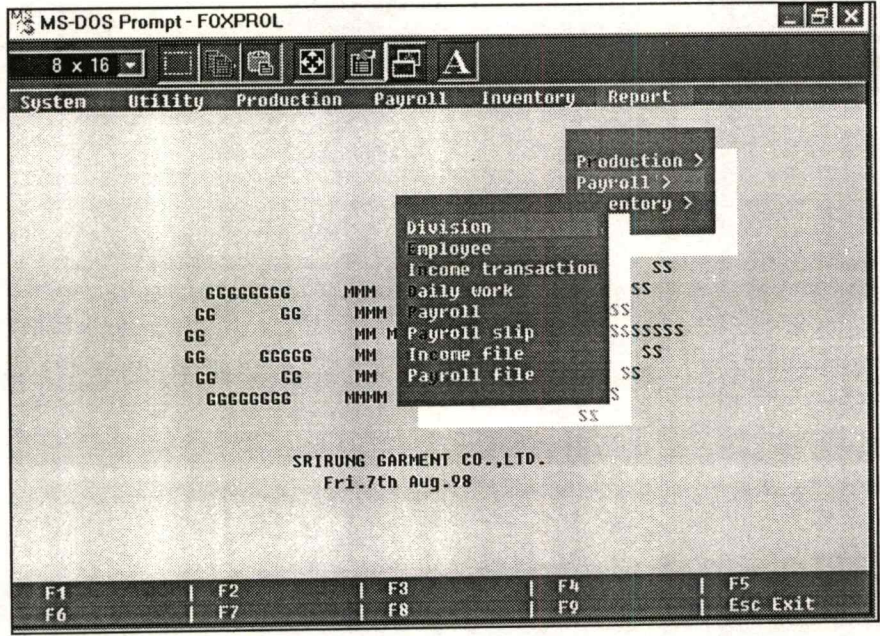 MS-DOS Prompt - FOXPROL
8 x 16
A
System Utility Production Payroll Inventory Report
Production >
Payroll >
entory >
Division
Employee
Income transaction
Daily work
Payroll
Payroll slip
Income file
Payroll file
SS
GGGGGGGG MMM SS
GG GG MMM SS
GG MM M SSSSSSS
GG GGGGG MM SS
GG GG MM SS
GGGGGGGG MMMM S
SS
SRIRUNG GARMENT CO.,LTD.
Fri.7th Aug.98
F1 | F2 | F3 | F4 | F5
F6 | F7 | F8 | F9 | Esc Exit